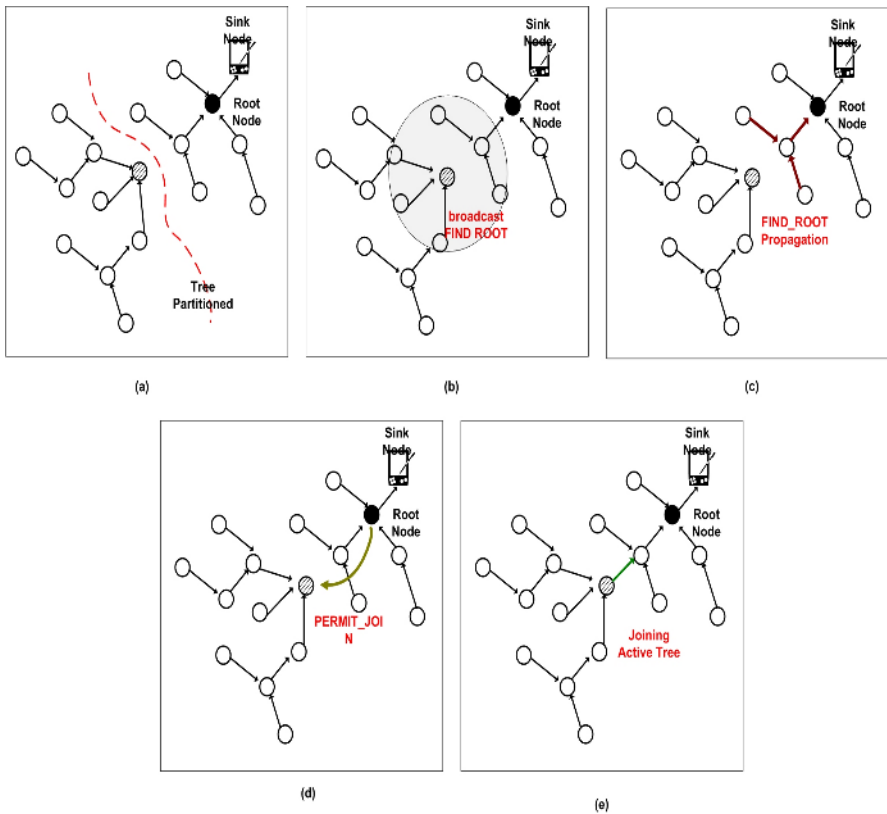 Sink
Node
Root
Node
Tree
Partitioned
(a)
Sink
Node
Root
Node
broadcast
FIND ROOT
(b)
Sink
Node
Root
Node
FIND_ROOT
Propagation
(c)
Sink
Node
Root
Node
PERMIT_JOI
N
(d)
Sink
Node
Root
Node
Joining
Active Tree
(e)